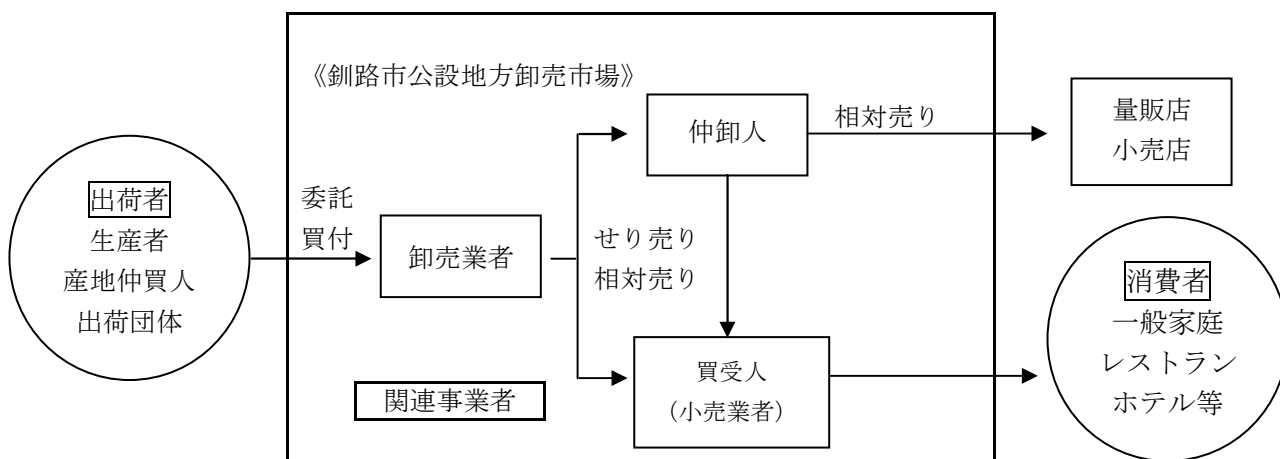 《釧路市公設地方卸売市場》
出荷者
生産者
産地仲買人
出荷団体
委託
買付
卸売業者
せり売り
相対売り
仲卸人
相対売り
買受人
（小売業者）
関連事業者
量販店
小売店
消費者
一般家庭
レストラン
ホテル等